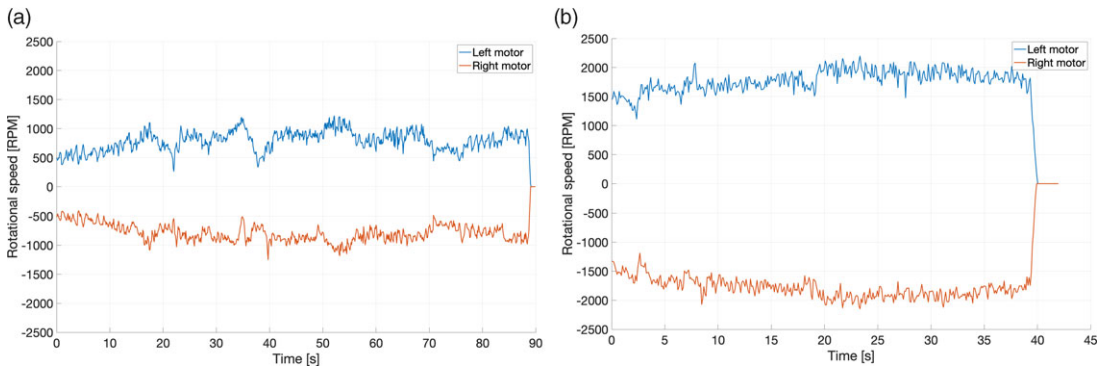 (a)
Rotational speed [RPM]
2500
2000
1500
1000
500
0
-500
-1000
-1500
-2000
-2500
Left motor
Right motor
0 10 20 30 40 50 60 70 80 90
Time [s]
(b)
Rotational speed [RPM]
2500
2000
1500
1000
500
0
-500
-1000
-1500
-2000
-2500
Left motor
Right motor
0 5 10 15 20 25 30 35 40 45
Time [s]